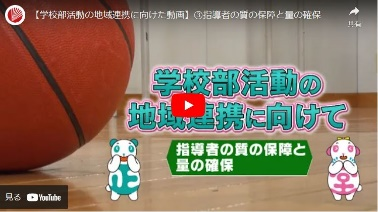 【学校部活動の地域連携に向けた動画】③指導者の質の保障と量の確保
共有
学校部活動の
地域連携に向けて
指導者の質の保障と
量の確保
見る YouTube